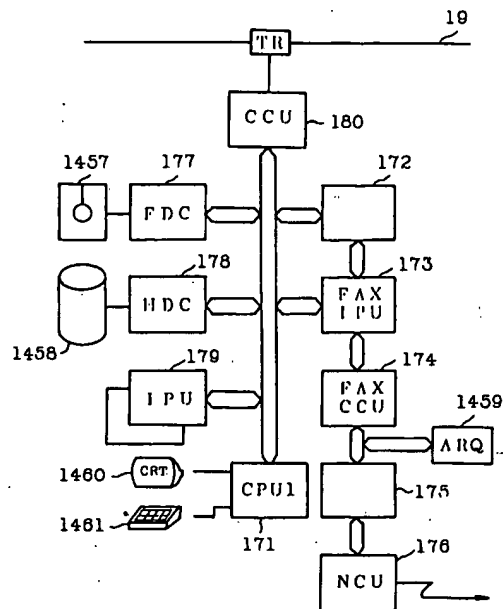 19
TR
CCU
180
1457
177
172
FDC
178
173
HDC
FAX
IPU
1458
179
174
IPU
FAX
CCU
1459
ARQ
1460
CRT
CPU1
175
1461
171
176
NCU